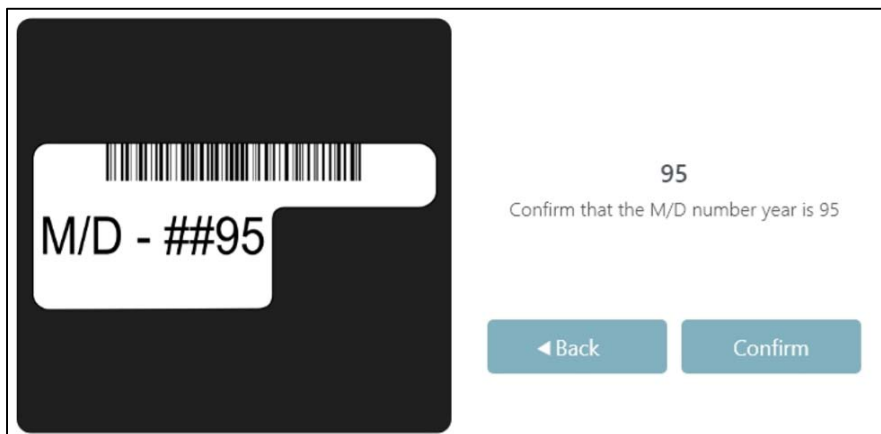 M/D - ##95
95
Confirm that the M/D number year is 95
◀ Back
Confirm